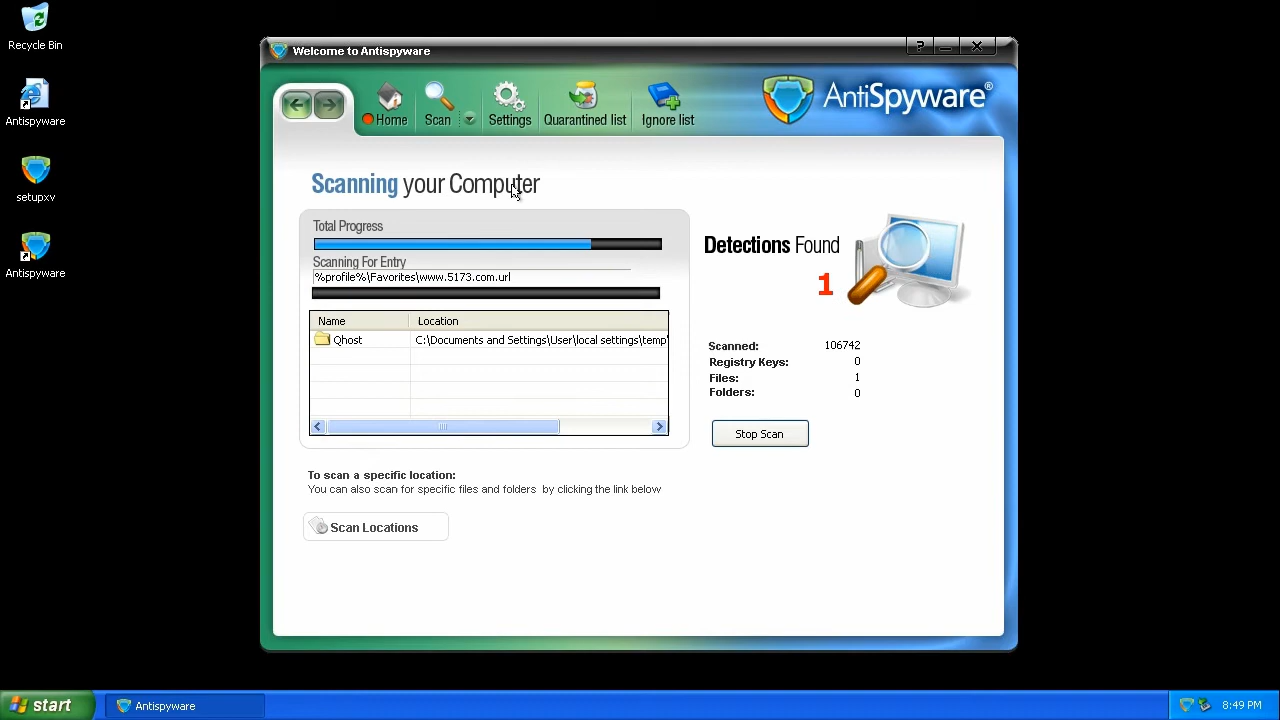 Recycle Bin
Antispyware
setupxv
Antispyware
Welcome to Antispyware
?
Home
Scan
Settings
Quarantined list
Ignore list
AntiSpyware®
Scanning your Computer
Total Progress
Scanning For Entry
%profile%\Favorites\www.5173.com.url
Name Location
Qhost C:\Documents and Settings\User\local settings\temp\
Detections Found
1
Scanned: 106742
Registry Keys: 0
Files: 1
Folders: 0
Stop Scan
To scan a specific location:
You can also scan for specific files and folders by clicking the link below
Scan Locations
start
Antispyware
8:49 PM